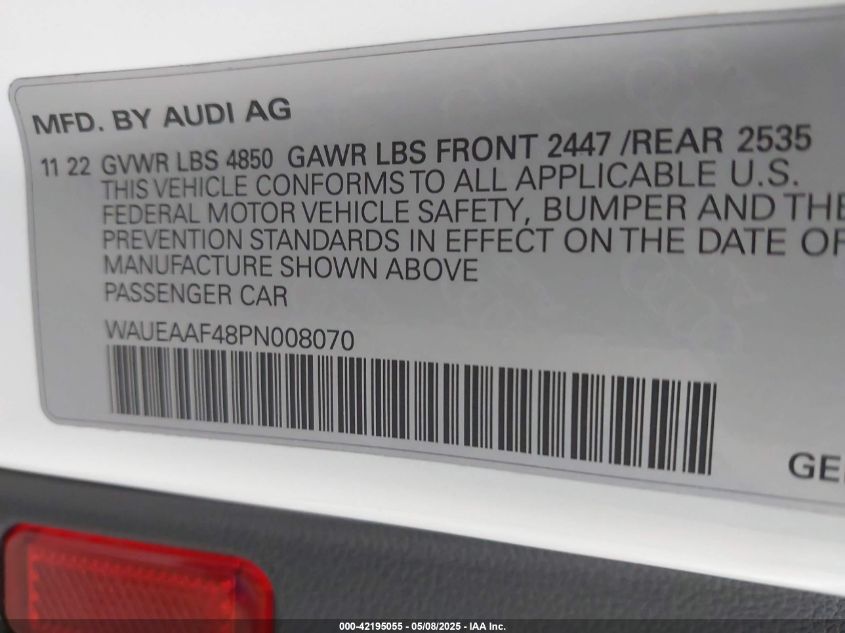 MFD. BY AUDI AG
11 22 GVWR LBS 4850 GAWR LBS FRONT 2447 /REAR 2535
THIS VEHICLE CONFORMS TO ALL APPLICABLE U.S.
FEDERAL MOTOR VEHICLE SAFETY, BUMPER AND THE
PREVENTION STANDARDS IN EFFECT ON THE DATE OF
MANUFACTURE SHOWN ABOVE
PASSENGER CAR
WAUEAAF48PN008070
GE
000-42195055 - 05/08/2025 - IAA Inc.